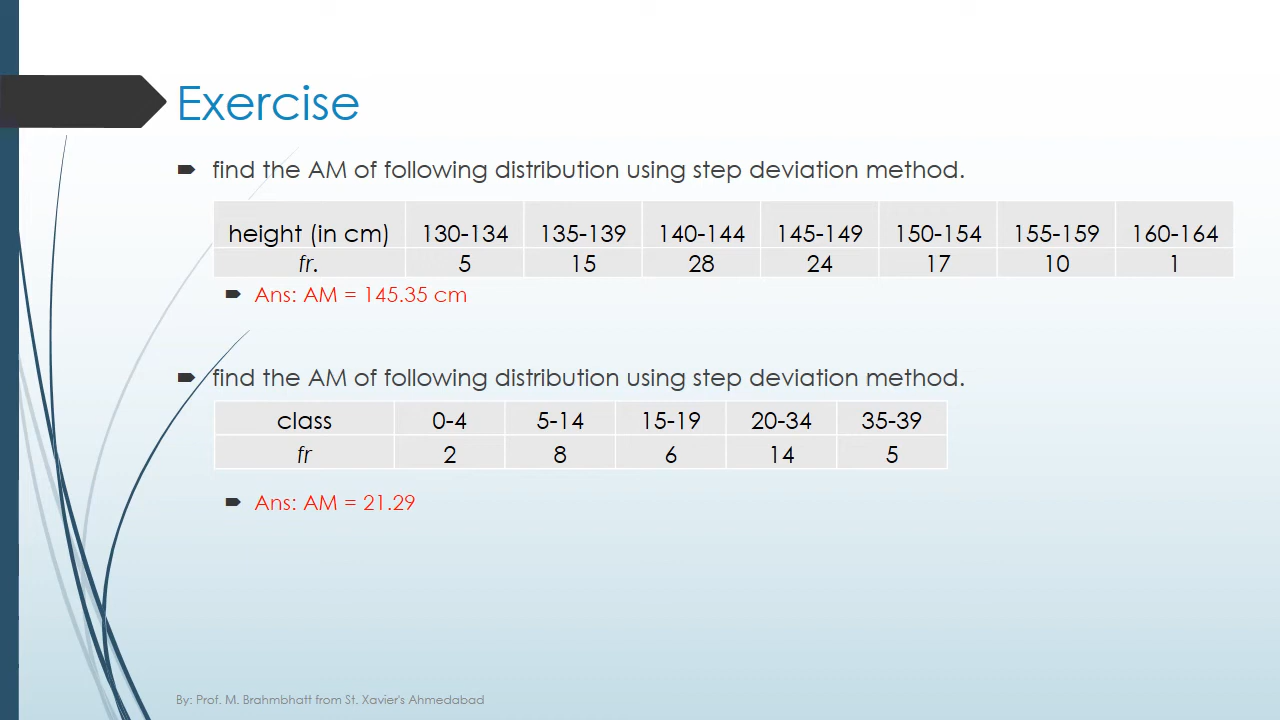 Exercise
find the AM of following distribution using step deviation method.
height (in cm) 130-134 135-139 140-144 145-149 150-154 155-159 160-164
fr. 5 15 28 24 17 10 1
Ans: AM = 145.35 cm
find the AM of following distribution using step deviation method.
class 0-4 5-14 15-19 20-34 35-39
fr 2 8 6 14 5
Ans: AM = 21.29
By: Prof. M. Brahmbhatt from St. Xavier's Ahmedabad